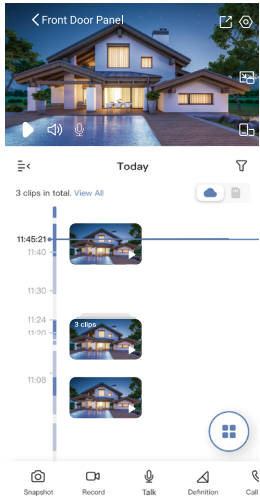 Front Door Panel
Today
3 clips in total. View All
11:45:21
11:40
11:30
11:24
3 clips
11:20
11:08
Snapshot
Record
Talk
Definition
Call